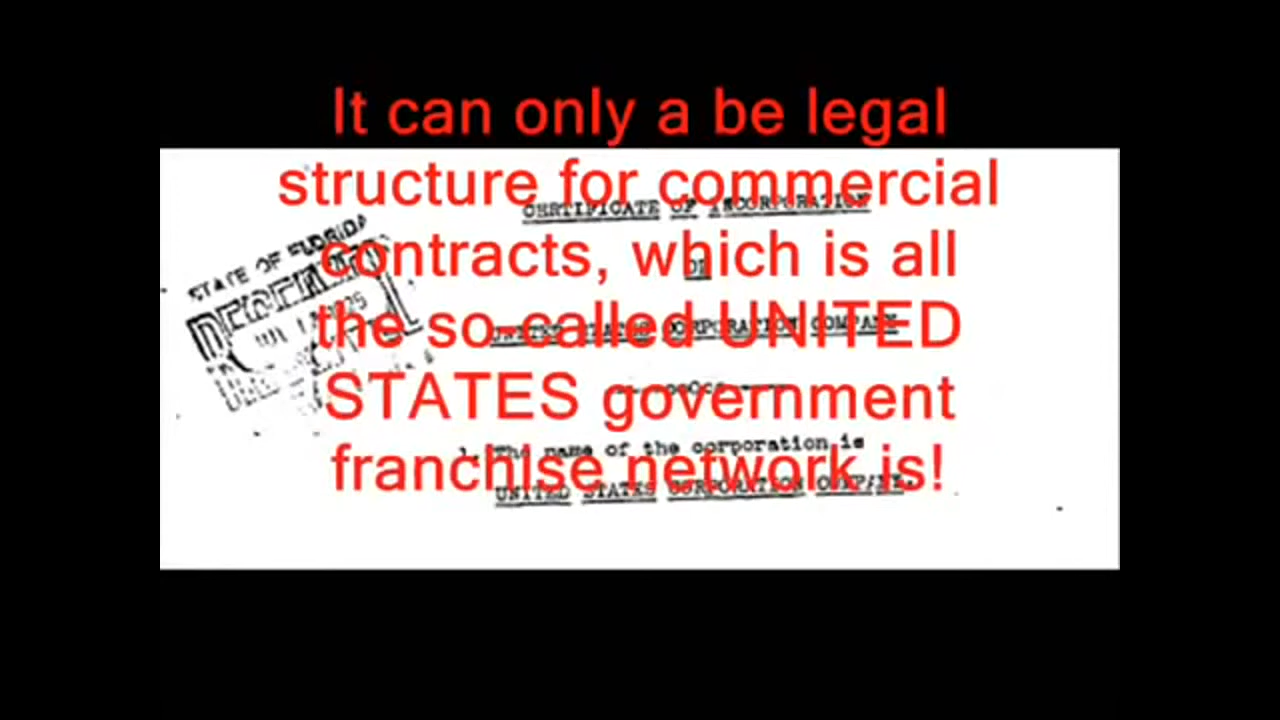 It can only a be legal
structure for commercial
CERTIFICATE OF INCORPORATION
STATE OF FLORIDA
contracts, which is all
OF
the so-called UNITED
UNITED STATES CORPORATION COMPANY
STATES government
1. The name of the corporation is
franchise network is!
UNITED STATES CORPORATION COMPANY.